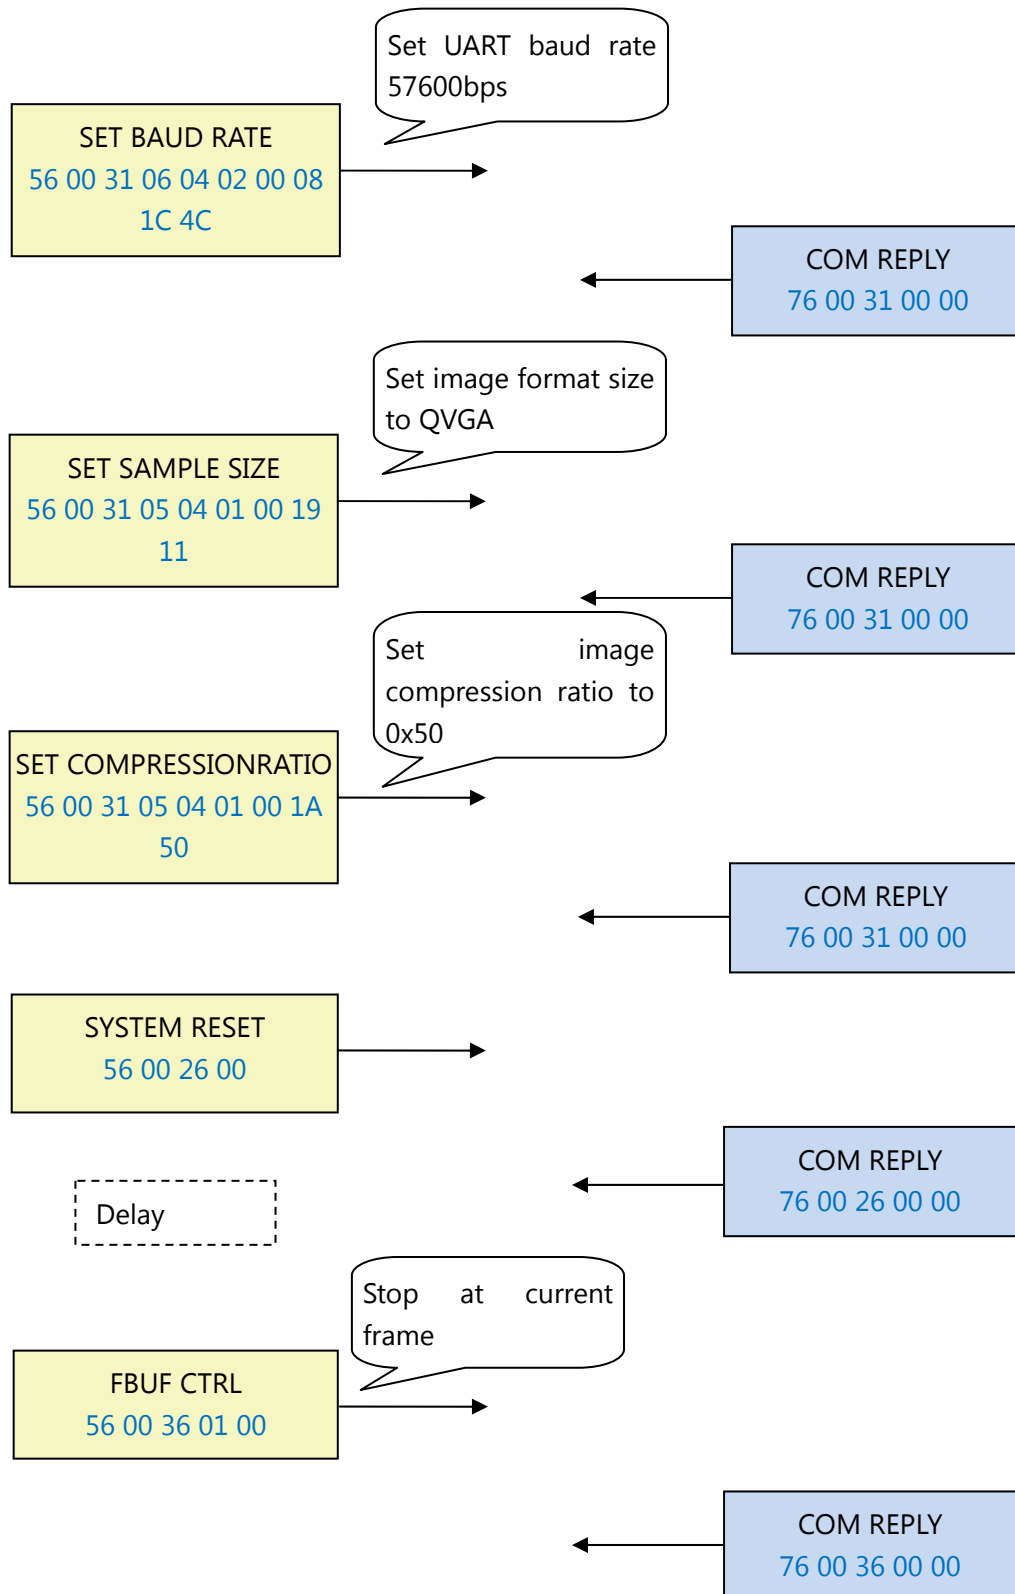 Set UART baud rate
57600bps
SET BAUD RATE
56 00 31 06 04 02 00 08
1C 4C
COM REPLY
76 00 31 00 00
Set image format size
to QVGA
SET SAMPLE SIZE
56 00 31 05 04 01 00 19
11
COM REPLY
76 00 31 00 00
Set image
compression ratio to
0x50
SET COMPRESSIONRATIO
56 00 31 05 04 01 00 1A
50
COM REPLY
76 00 31 00 00
SYSTEM RESET
56 00 26 00
COM REPLY
76 00 26 00 00
Delay
Stop at current
frame
FBUF CTRL
56 00 36 01 00
COM REPLY
76 00 36 00 00